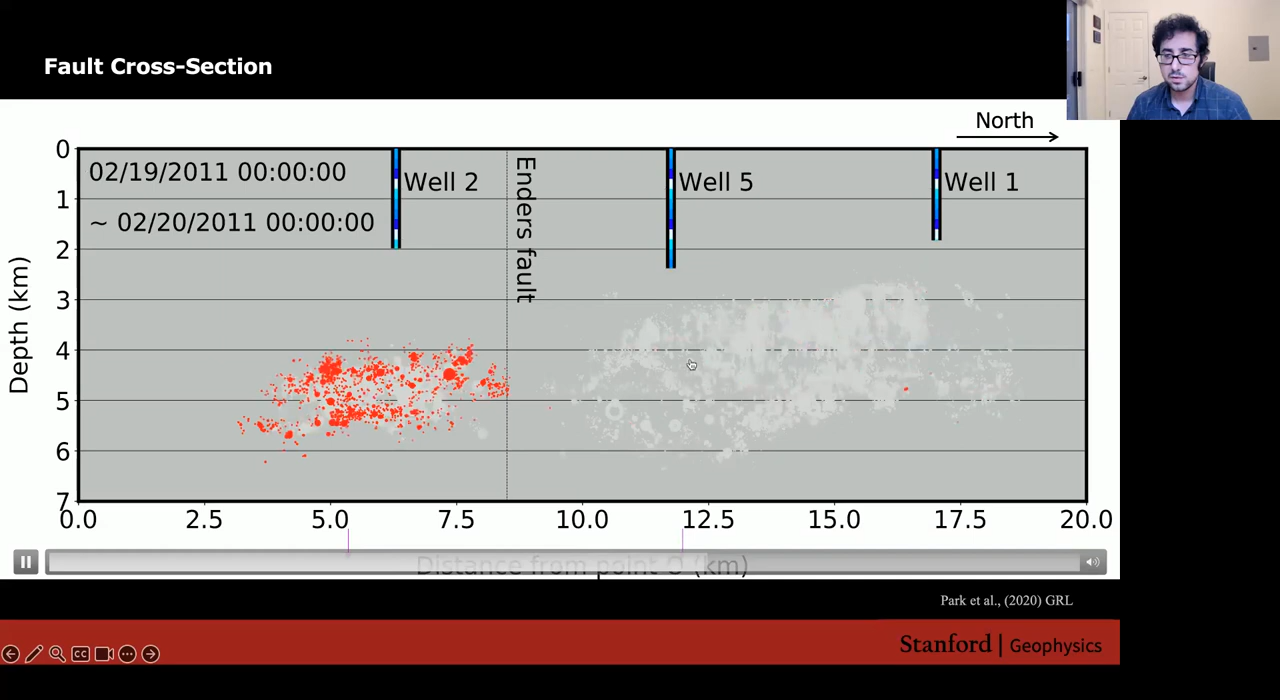 Fault Cross-Section
North
0
1
2
3
4
5
6
7
Depth (km)
02/19/2011 00:00:00
~ 02/20/2011 00:00:00
Well 2
Enders fault
Well 5
Well 1
0.0 2.5 5.0 7.5 10.0 12.5 15.0 17.5 20.0
Distance from point O (km)
Park et al., (2020) GRL
Stanford | Geophysics
CC